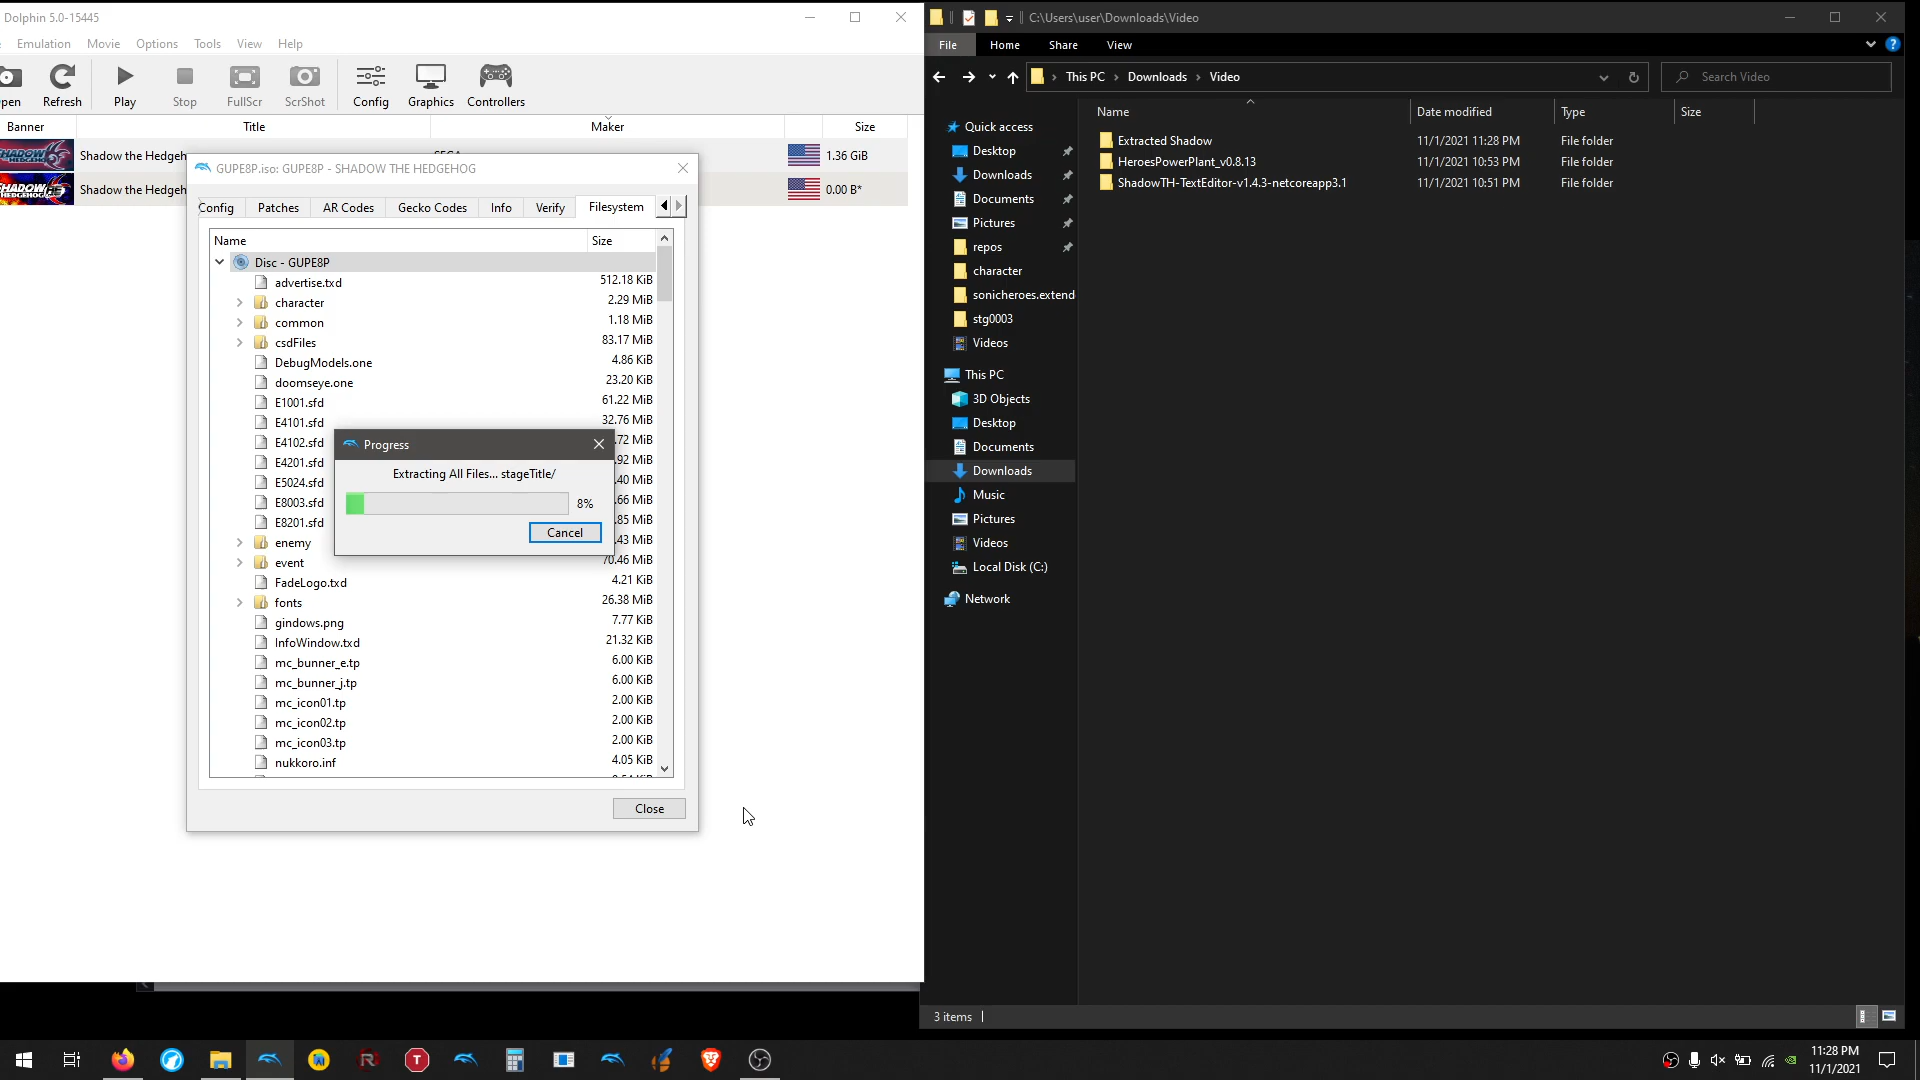 Dolphin 5.0-15445
Emulation Movie Options Tools View Help
pen Refresh Play Stop FullScr ScrShot Config Graphics Controllers
Banner Title Maker Size
Shadow the Hedgeh 1.36 GiB
Shadow the Hedgeh 0.00 B*
GUPE8P.iso: GUPE8P - SHADOW THE HEDGEHOG
Config Patches AR Codes Gecko Codes Info Verify Filesystem
Name Size
Disc - GUPE8P
advertise.txd 512.18 KiB
character 2.29 MiB
common 1.18 MiB
csdFiles 83.17 MiB
DebugModels.one 4.86 KiB
doomseye.one 23.20 KiB
E1001.sfd 61.22 MiB
E4101.sfd 32.76 MiB
E4102.sfd .72 MiB
E4201.sfd .92 MiB
E5024.sfd .40 MiB
E8003.sfd .66 MiB
E8201.sfd .85 MiB
enemy .43 MiB
event 70.46 MiB
FadeLogo.txd 4.21 KiB
fonts 26.38 MiB
gindows.png 7.77 KiB
InfoWindow.txd 21.32 KiB
mc_bunner_e.tp 6.00 KiB
mc_bunner_j.tp 6.00 KiB
mc_icon01.tp 2.00 KiB
mc_icon02.tp 2.00 KiB
mc_icon03.tp 2.00 KiB
nukkoro.inf 4.05 KiB
Close
Progress
Extracting All Files... stageTitle/
8%
Cancel
C:\Users\user\Downloads\Video
File Home Share View
This PC Downloads Video
Search Video
Name Date modified Type Size
Extracted Shadow 11/1/2021 11:28 PM File folder
HeroesPowerPlant_v0.8.13 11/1/2021 10:53 PM File folder
ShadowTH-TextEditor-v1.4.3-netcoreapp3.1 11/1/2021 10:51 PM File folder
Quick access
Desktop
Downloads
Documents
Pictures
repos
character
sonicheroes.extend
stg0003
Videos
This PC
3D Objects
Desktop
Documents
Downloads
Music
Pictures
Videos
Local Disk (C:)
Network
3 items
11:28 PM
11/1/2021